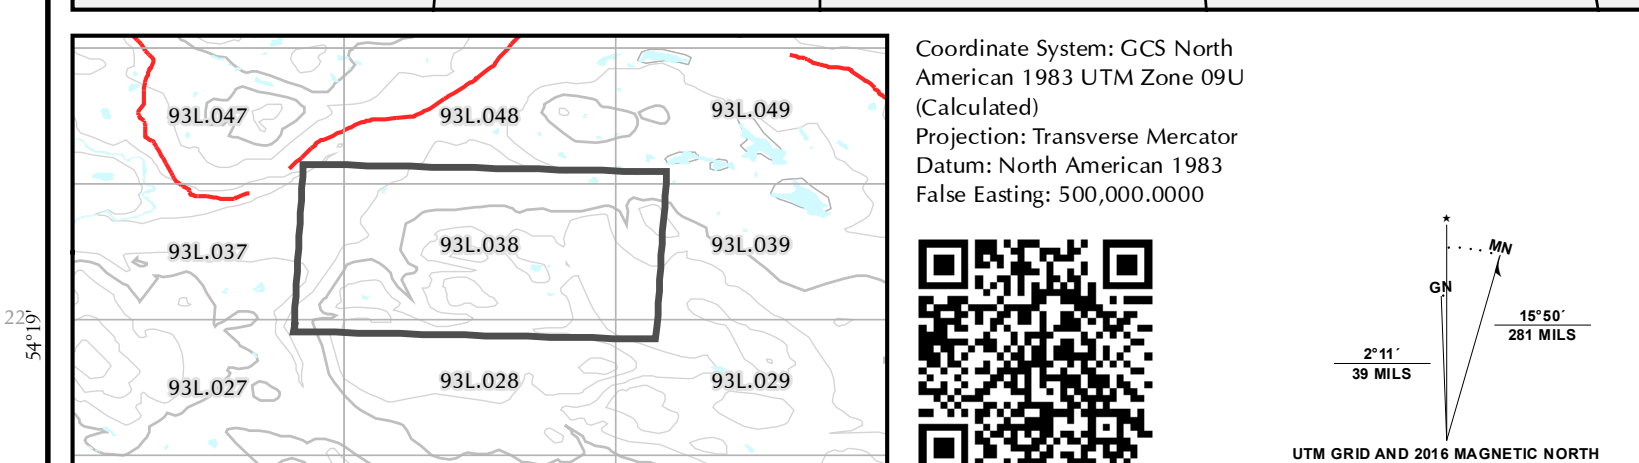 93L.047
93L.048
93L.049
93L.037
93L.038
93L.039
93L.027
93L.028
93L.029
22
54°19'
Coordinate System: GCS North
American 1983 UTM Zone 09U
(Calculated)
Projection: Transverse Mercator
Datum: North American 1983
False Easting: 500,000.0000
MN
GN
15°50´
281 MILS
2°11´
39 MILS
UTM GRID AND 2016 MAGNETIC NORTH